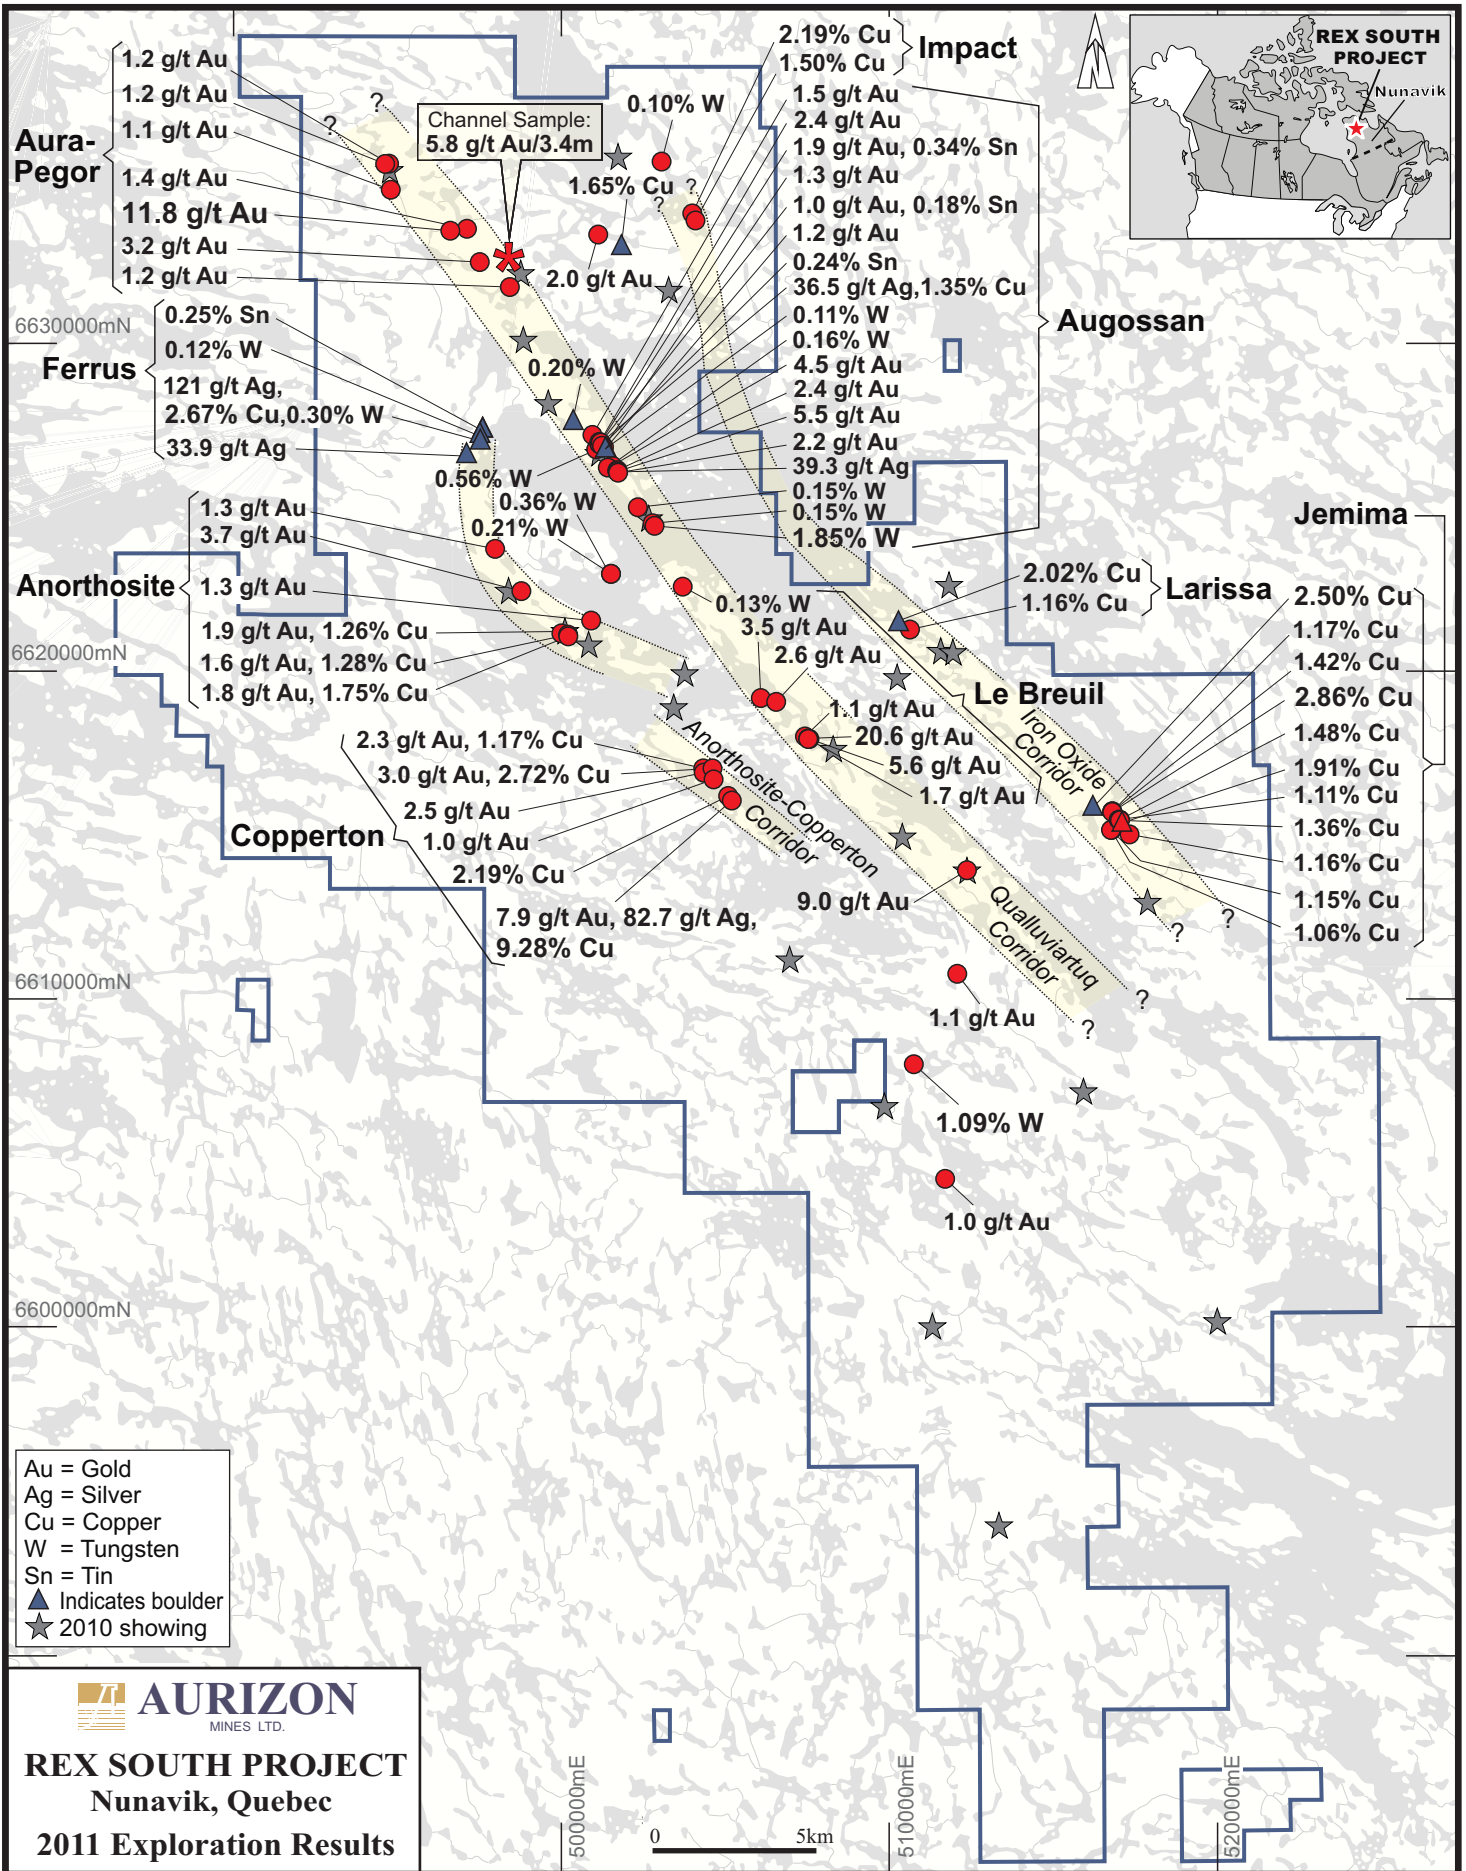 1.2 g/t Au
1.2 g/t Au
1.1 g/t Au
Aura-
Pegor
1.4 g/t Au
11.8 g/t Au
3.2 g/t Au
1.2 g/t Au
?
?
Channel Sample:
5.8 g/t Au/3.4m
0.10% W
1.65% Cu
?
?
2.0 g/t Au
2.19% Cu
1.50% Cu
Impact
1.5 g/t Au
2.4 g/t Au
1.9 g/t Au, 0.34% Sn
1.3 g/t Au
1.0 g/t Au, 0.18% Sn
1.2 g/t Au
0.24% Sn
36.5 g/t Ag,1.35% Cu
0.11% W
0.16% W
4.5 g/t Au
2.4 g/t Au
5.5 g/t Au
2.2 g/t Au
39.3 g/t Ag
0.15% W
0.15% W
1.85% W
Augossan
REX SOUTH
PROJECT
Nunavik
6630000mN
Ferrus
0.25% Sn
0.12% W
121 g/t Ag,
2.67% Cu,0.30% W
33.9 g/t Ag
0.20% W
0.56% W
0.36% W
0.21% W
Anorthosite
1.3 g/t Au
3.7 g/t Au
1.3 g/t Au
1.9 g/t Au, 1.26% Cu
1.6 g/t Au, 1.28% Cu
1.8 g/t Au, 1.75% Cu
6620000mN
0.13% W
3.5 g/t Au
2.6 g/t Au
1.1 g/t Au
20.6 g/t Au
5.6 g/t Au
1.7 g/t Au
9.0 g/t Au
Le Breuil
2.02% Cu
1.16% Cu
Larissa
Jemima
2.50% Cu
1.17% Cu
1.42% Cu
2.86% Cu
1.48% Cu
1.91% Cu
1.11% Cu
1.36% Cu
1.16% Cu
1.15% Cu
1.06% Cu
Iron Oxide
Corridor
?
?
Copperton
2.3 g/t Au, 1.17% Cu
3.0 g/t Au, 2.72% Cu
2.5 g/t Au
1.0 g/t Au
2.19% Cu
7.9 g/t Au, 82.7 g/t Ag,
9.28% Cu
Anorthosite-Copperton
Corridor
Qualluviartuq
Corridor
?
?
6610000mN
1.1 g/t Au
1.09% W
1.0 g/t Au
6600000mN
Au = Gold
Ag = Silver
Cu = Copper
W = Tungsten
Sn = Tin
Indicates boulder
2010 showing
AURIZON
MINES LTD.
REX SOUTH PROJECT
Nunavik, Quebec
2011 Exploration Results
500000mE
0 5km
510000mE
520000mE